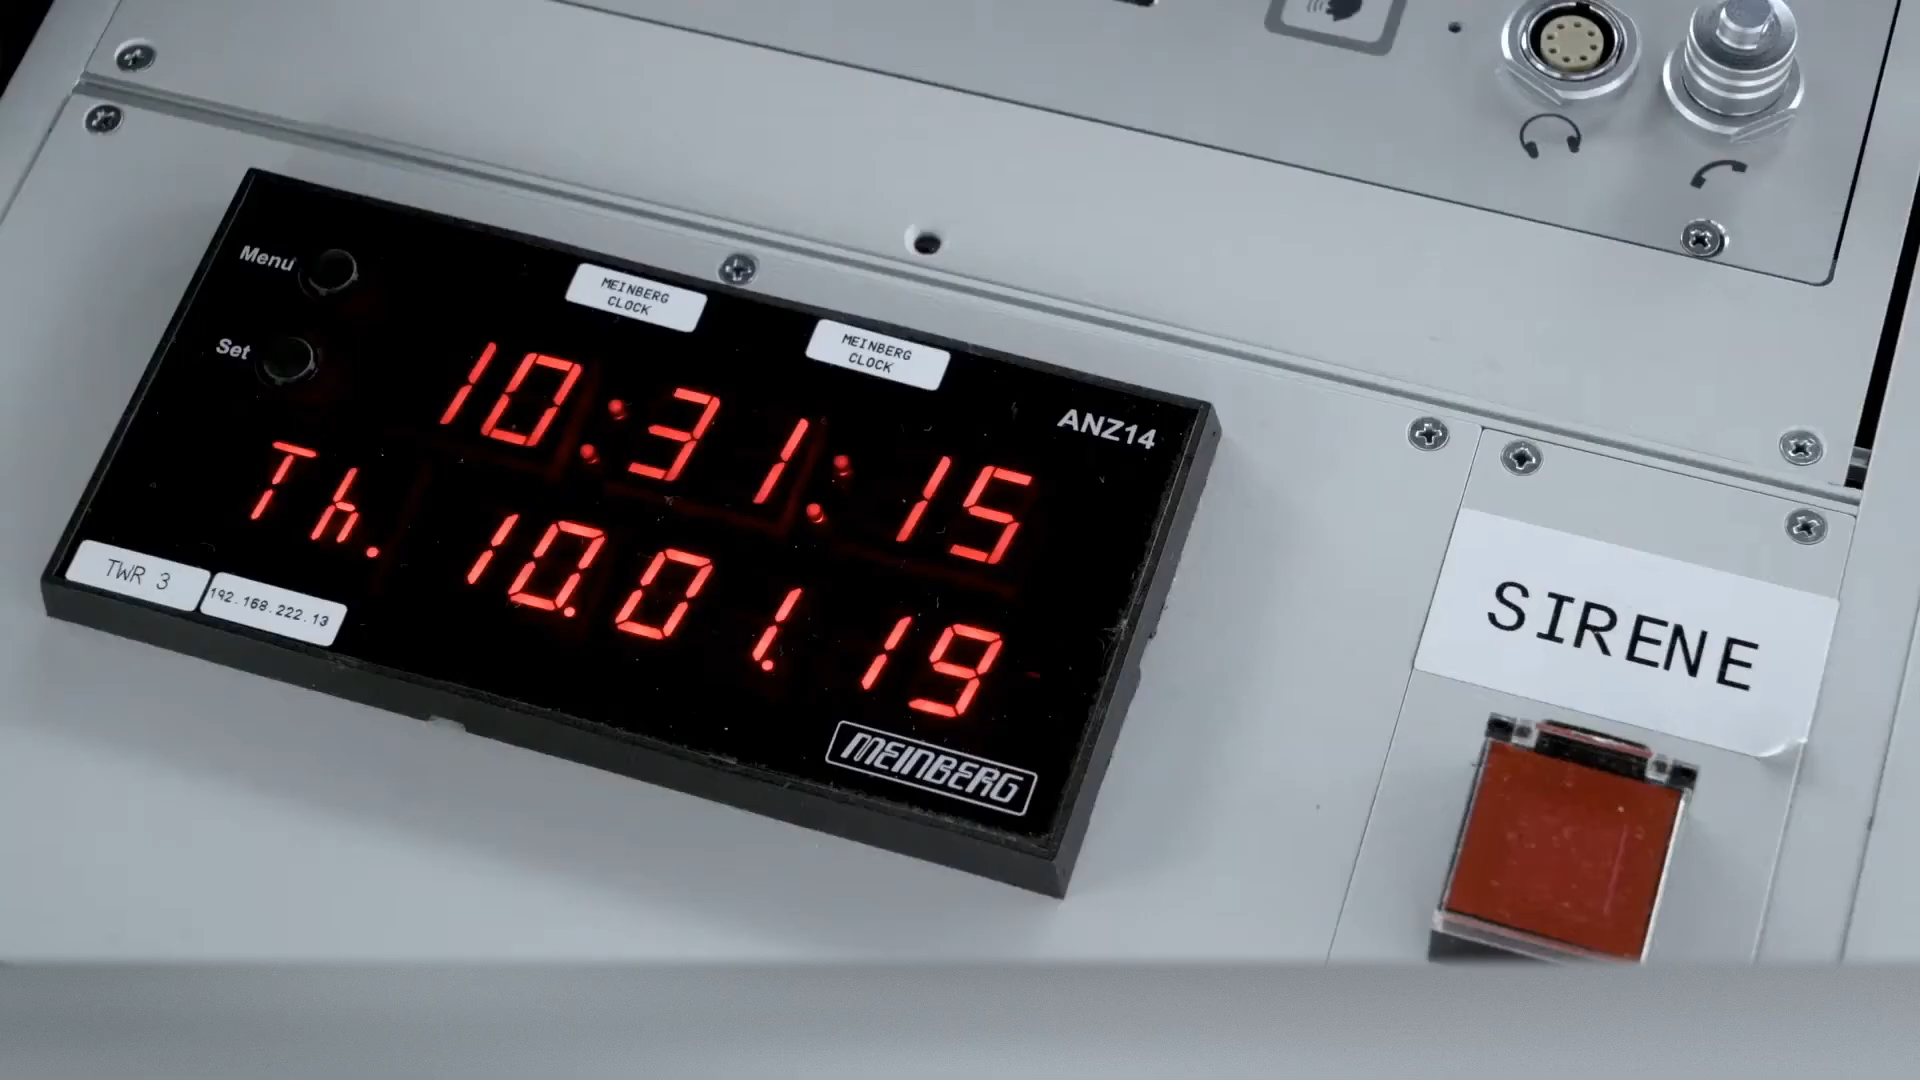 Menu
Set
MEINBERG
CLOCK
MEINBERG
CLOCK
ANZ14
10:31:15
Th. 10.01.19
TWR 3
192.168.222.13
MEINBERG
SIRENE